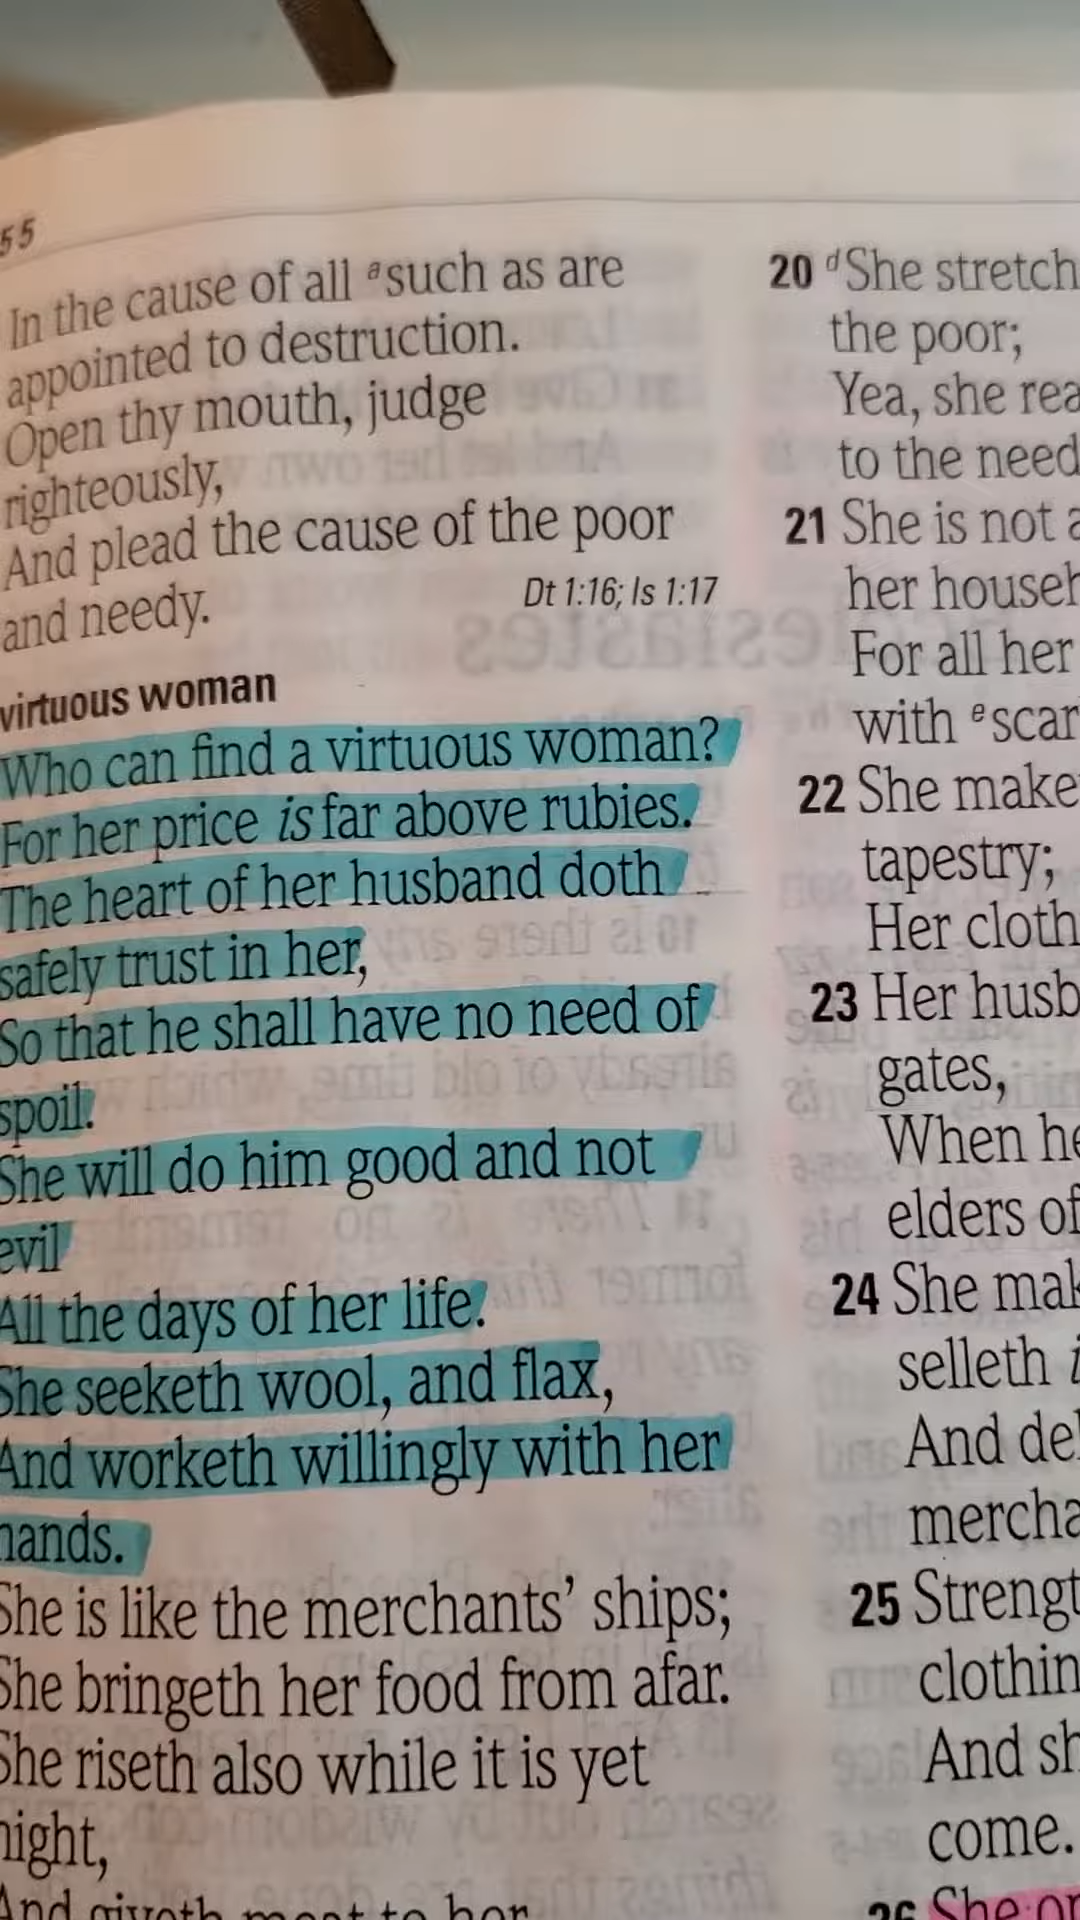 55
In the cause of all ᵃsuch as are
appointed to destruction.
Open thy mouth, judge
righteously,
And plead the cause of the poor
and needy.
Dt 1:16; Is 1:17
virtuous woman
Who can find a virtuous woman?
For her price is far above rubies.
The heart of her husband doth
safely trust in her,
So that he shall have no need of
spoil.
She will do him good and not
evil
All the days of her life.
She seeketh wool, and flax,
And worketh willingly with her
hands.
She is like the merchants’ ships;
She bringeth her food from afar.
She riseth also while it is yet
night,
And giveth meat to her
20 ᵈShe stretch
the poor;
Yea, she rea
to the need
21 She is not a
her househ
For all her
with ᵉscar
22 She make
tapestry;
Her cloth
23 Her husb
gates,
When he
elders of
24 She mak
selleth i
And del
mercha
25 Strengt
clothin
And sh
come.
26 She op